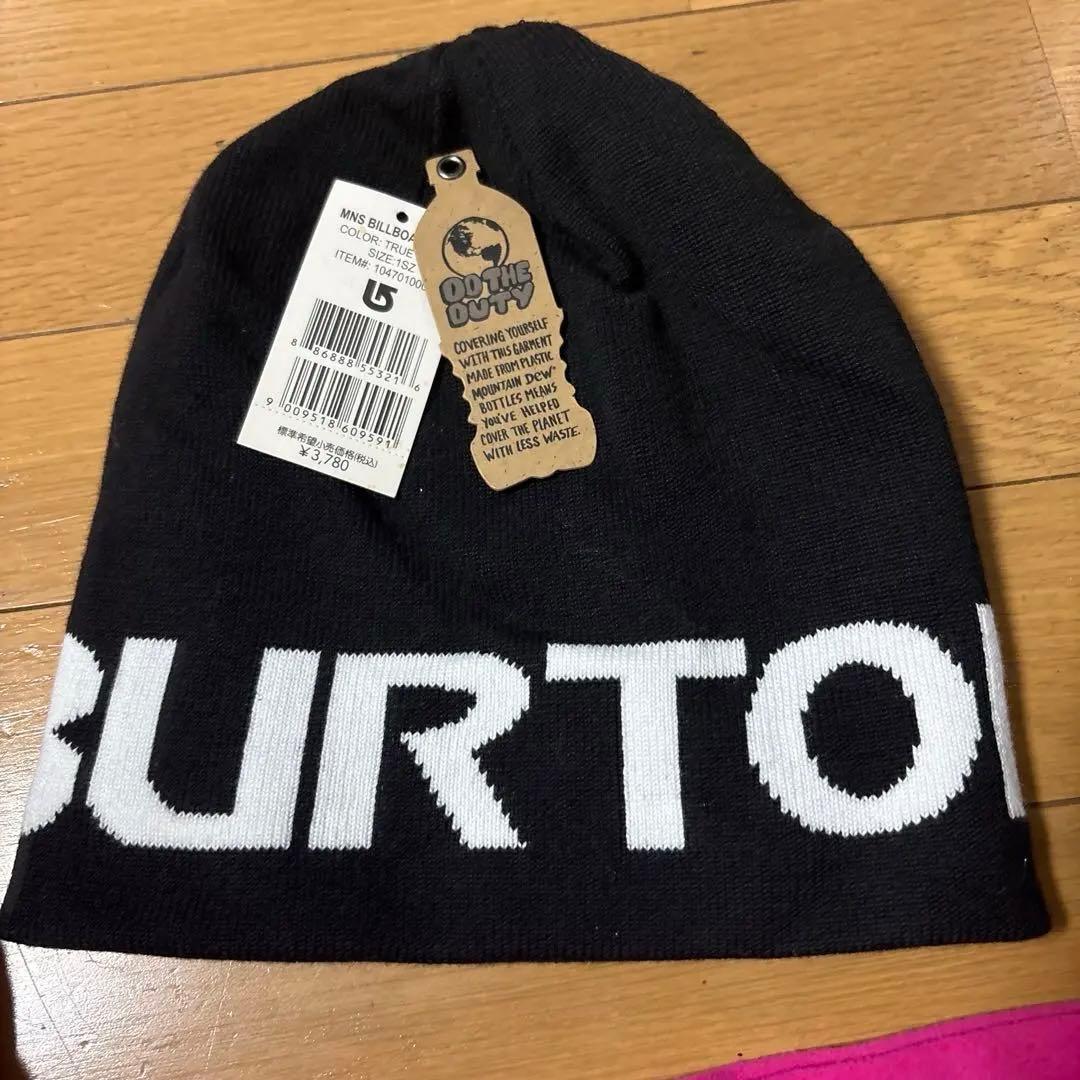 MNS BILLBOA
COLOR: TRUE
SIZE:1SZ
ITEM#: 104701000
8 86888 55321 6
9 009518 609591
標準希望小売価格(税込)
¥3,780
DO THE
DUTY
COVERING YOURSELF
WITH THIS GARMENT
MADE FROM PLASTIC
MOUNTAIN DEW
BOTTLES MEANS
YOU'VE HELPED
COVER THE PLANET
WITH LESS WASTE.
BURTON